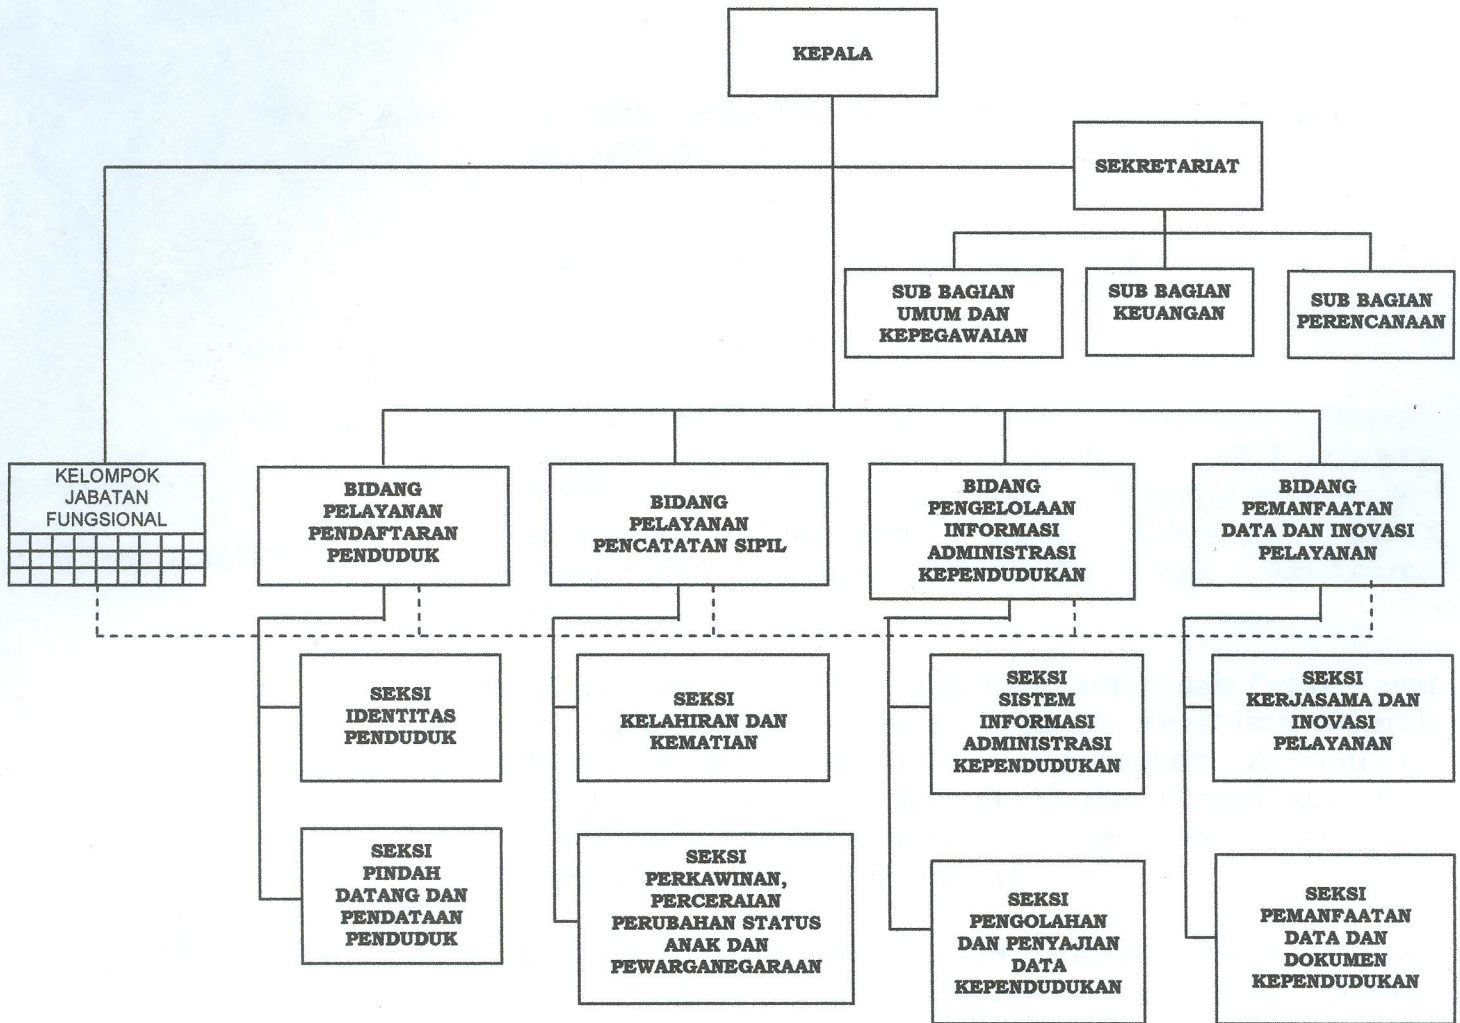 KEPALA
SEKRETARIAT
SUB BAGIAN
UMUM DAN
KEPEGAWAIAN
SUB BAGIAN
KEUANGAN
SUB BAGIAN
PERENCANAAN
KELOMPOK
JABATAN
FUNGSIONAL
BIDANG
PELAYANAN
PENDAFTARAN
PENDUDUK
BIDANG
PELAYANAN
PENCATATAN SIPIL
BIDANG
PENGELOLAAN
INFORMASI
ADMINISTRASI
KEPENDUDUKAN
BIDANG
PEMANFAATAN
DATA DAN INOVASI
PELAYANAN
SEKSI
IDENTITAS
PENDUDUK
SEKSI
KELAHIRAN DAN
KEMATIAN
SEKSI
SISTEM
INFORMASI
ADMINISTRASI
KEPENDUDUKAN
SEKSI
KERJASAMA DAN
INOVASI
PELAYANAN
SEKSI
PINDAH
DATANG DAN
PENDATAAN
PENDUDUK
SEKSI
PERKAWINAN,
PERCERAIAN
PERUBAHAN STATUS
ANAK DAN
PEWARGANEGARAAN
SEKSI
PENGOLAHAN
DAN PENYAJIAN
DATA
KEPENDUDUKAN
SEKSI
PEMANFAATAN
DATA DAN
DOKUMEN
KEPENDUDUKAN